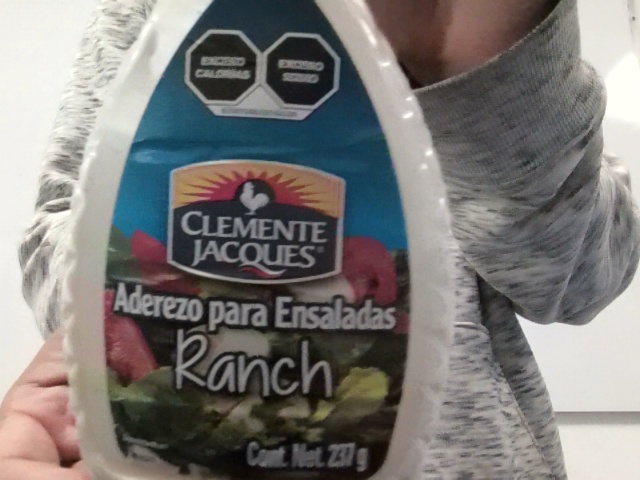 EXCESO EXCESO
CALORÍAS SODIO
CLEMENTE
JACQUES®
Aderezo para Ensaladas
Ranch
Cont. Net. 237 g